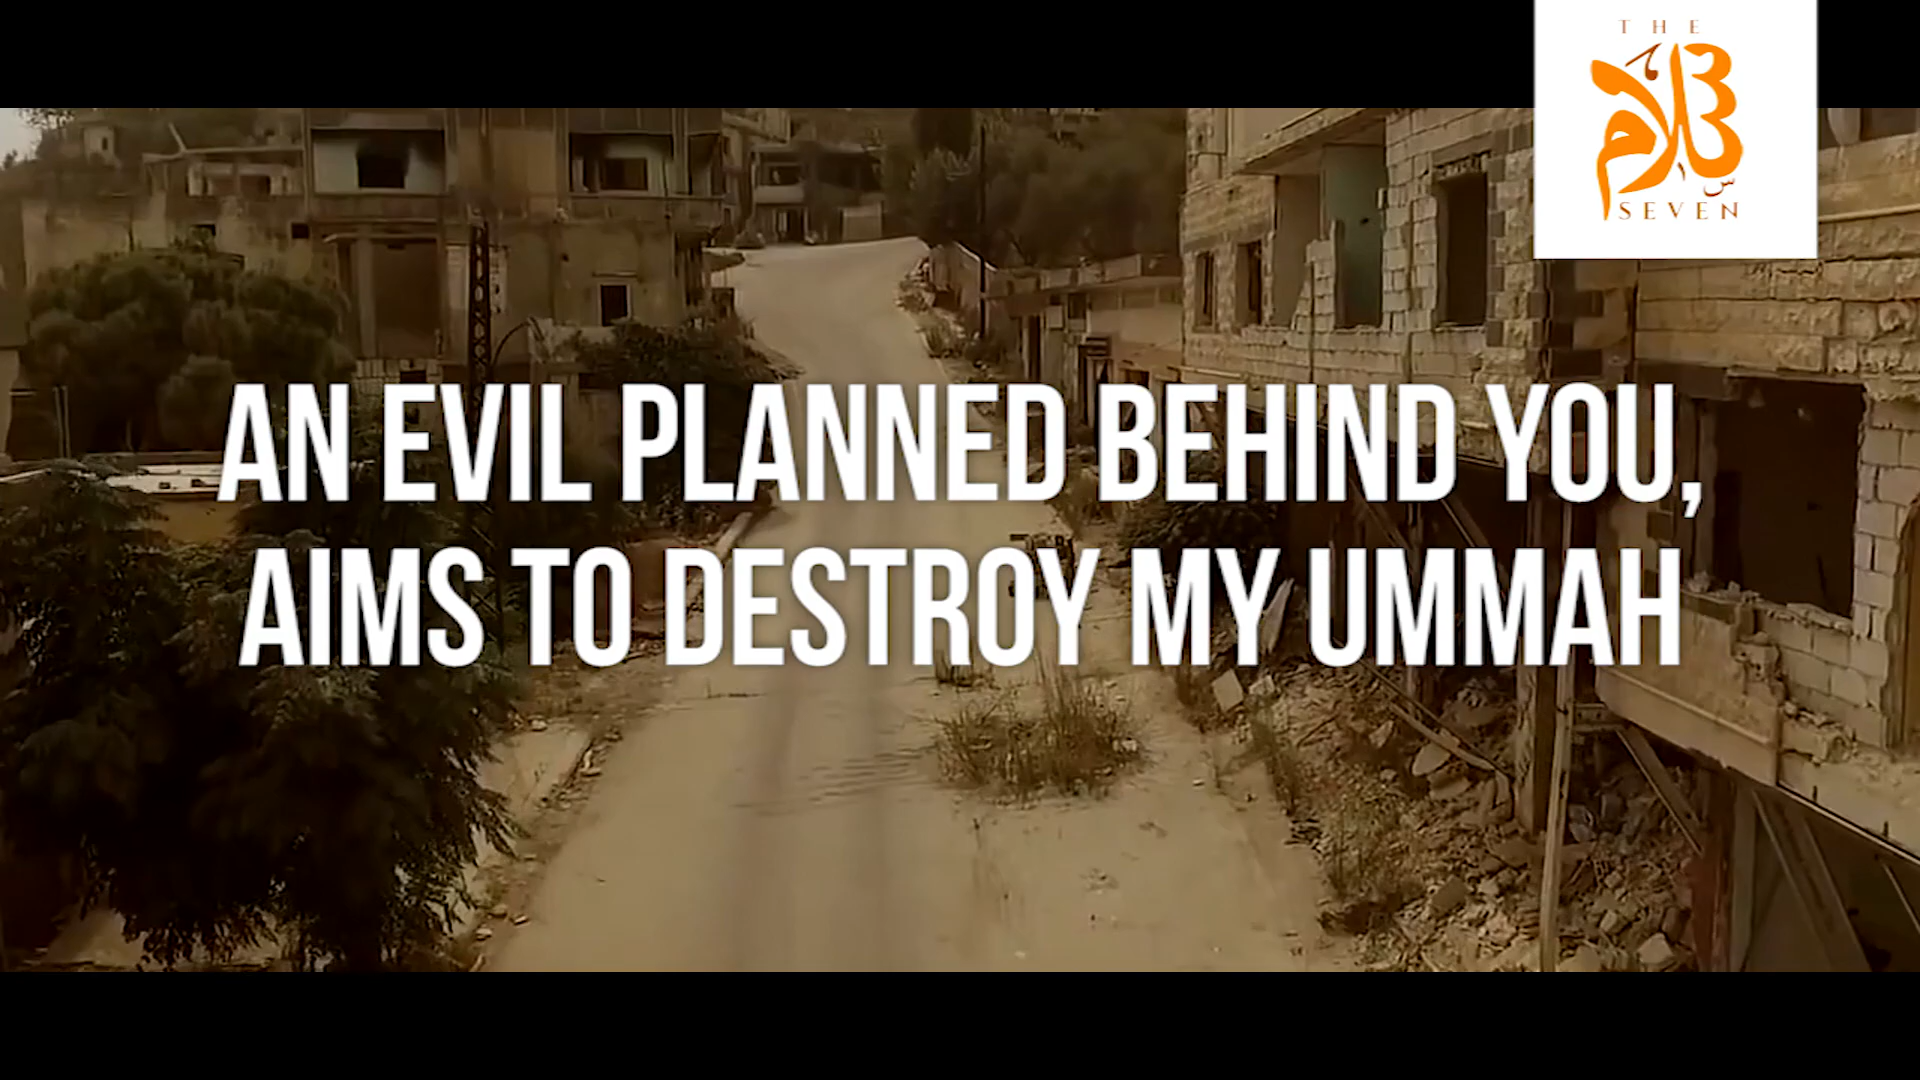 THE
SEVEN
AN EVIL PLANNED BEHIND YOU,
AIMS TO DESTROY MY UMMAH